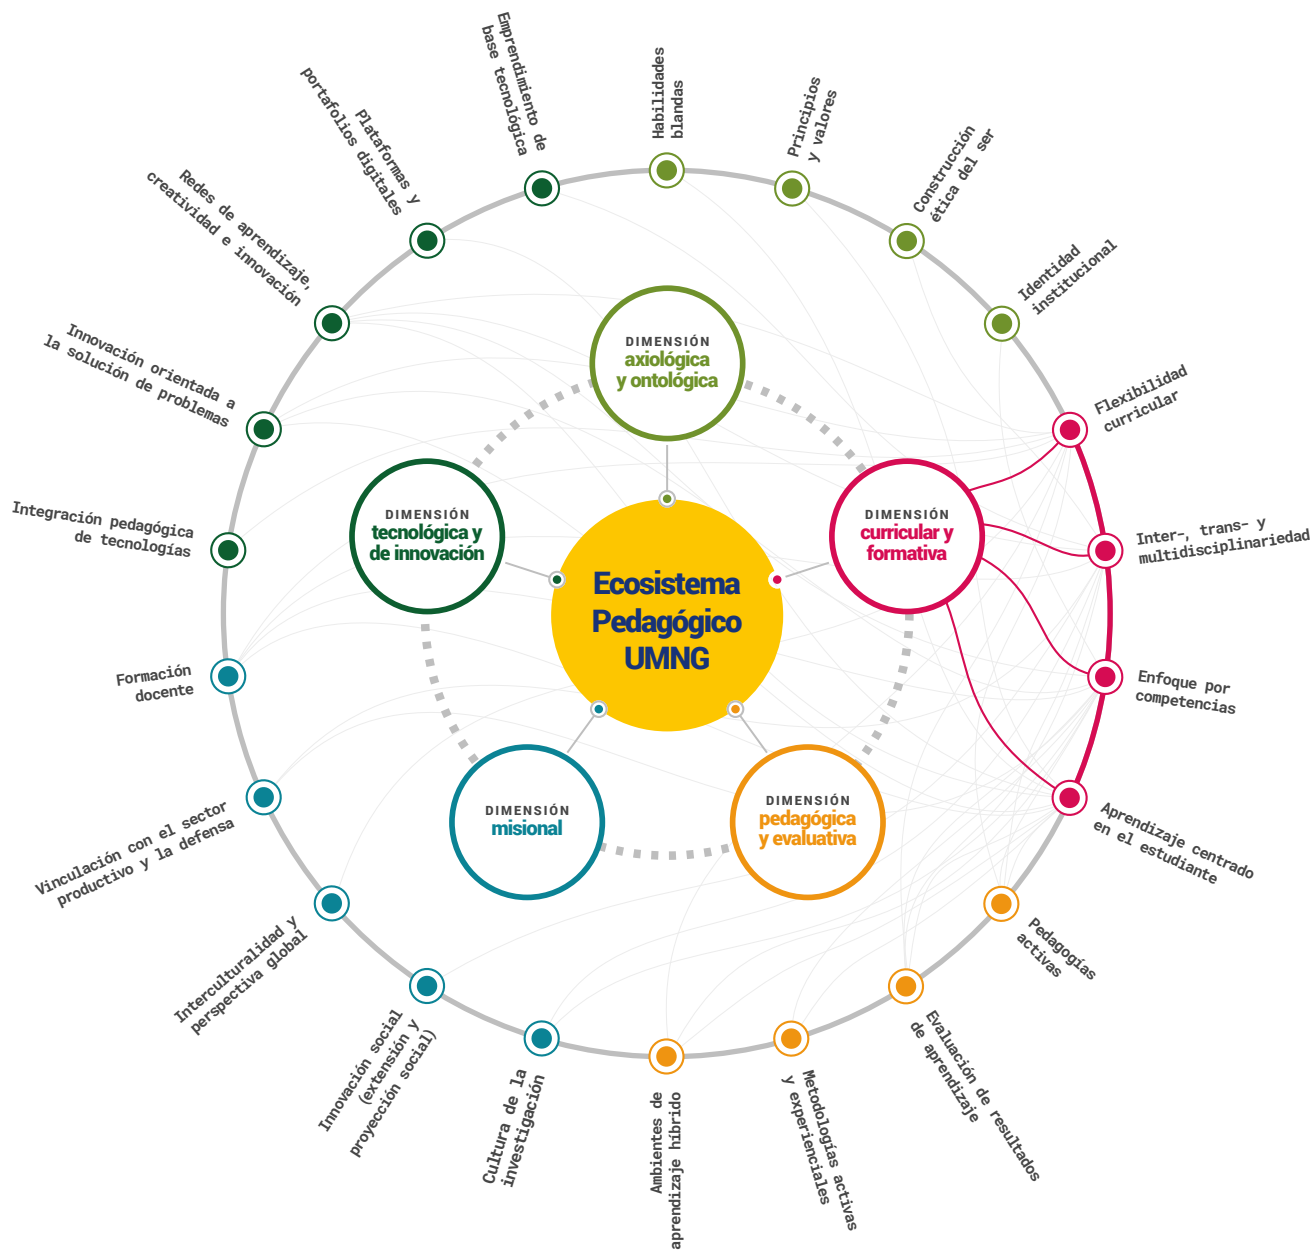 Emprendimiento de
base tecnológica
Habilidades
blandas
Principios
y valores
Construcción
ética del ser
Identidad
institucional
Flexibilidad
curricular
Inter-, trans- y
multidisciplinariedad
Enfoque por
competencias
Aprendizaje centrado
en el estudiante
Pedagogías
activas
Evaluación de resultados
de aprendizaje
Metodologías activas
y experienciales
Ambientes de
aprendizaje híbrido
Cultura de la
investigación
Innovación social
(extensión y
proyección social)
Interculturalidad y
perspectiva global
Vinculación con el sector
productivo y la defensa
Formación
docente
Integración pedagógica
de tecnologías
Innovación orientada a
la solución de problemas
Redes de aprendizaje,
creatividad e innovación
Plataformas y
portafolios digitales
DIMENSIÓN
axiológica
y ontológica
DIMENSIÓN
tecnológica y
de innovación
DIMENSIÓN
curricular y
formativa
Ecosistema
Pedagógico
UMNG
DIMENSIÓN
misional
DIMENSIÓN
pedagógica
y evaluativa